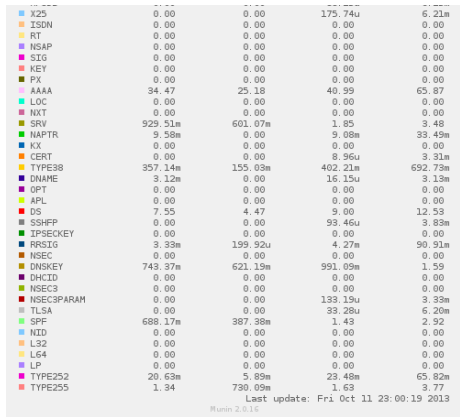 X25 0.00 0.00 175.74u 6.21m
ISDN 0.00 0.00 0.00 0.00
RT 0.00 0.00 0.00 0.00
NSAP 0.00 0.00 0.00 0.00
SIG 0.00 0.00 0.00 0.00
KEY 0.00 0.00 0.00 0.00
PX 0.00 0.00 0.00 0.00
AAAA 34.47 25.18 40.99 65.87
LOC 0.00 0.00 0.00 0.00
NXT 0.00 0.00 0.00 0.00
SRV 929.51m 601.07m 1.85 3.48
NAPTR 9.58m 0.00 9.08m 33.49m
KX 0.00 0.00 0.00 0.00
CERT 0.00 0.00 8.96u 3.31m
TYPE38 357.14m 155.03m 402.21m 692.73m
DNAME 3.12m 0.00 16.15u 3.13m
OPT 0.00 0.00 0.00 0.00
APL 0.00 0.00 0.00 0.00
DS 7.55 4.47 9.00 12.53
SSHFP 0.00 0.00 93.46u 3.83m
IPSECKEY 0.00 0.00 0.00 0.00
RRSIG 3.33m 199.92u 4.27m 90.91m
NSEC 0.00 0.00 0.00 0.00
DNSKEY 743.37m 621.19m 991.09m 1.59
DHCID 0.00 0.00 0.00 0.00
NSEC3 0.00 0.00 0.00 0.00
NSEC3PARAM 0.00 0.00 133.19u 3.33m
TLSA 0.00 0.00 33.28u 6.20m
SPF 688.17m 387.38m 1.43 2.92
NID 0.00 0.00 0.00 0.00
L32 0.00 0.00 0.00 0.00
L64 0.00 0.00 0.00 0.00
LP 0.00 0.00 0.00 0.00
TYPE252 20.63m 5.89m 23.48m 65.82m
TYPE255 1.34 730.09m 1.63 3.77
Last update: Fri Oct 11 23:00:19 2013
Munin 2.0.16